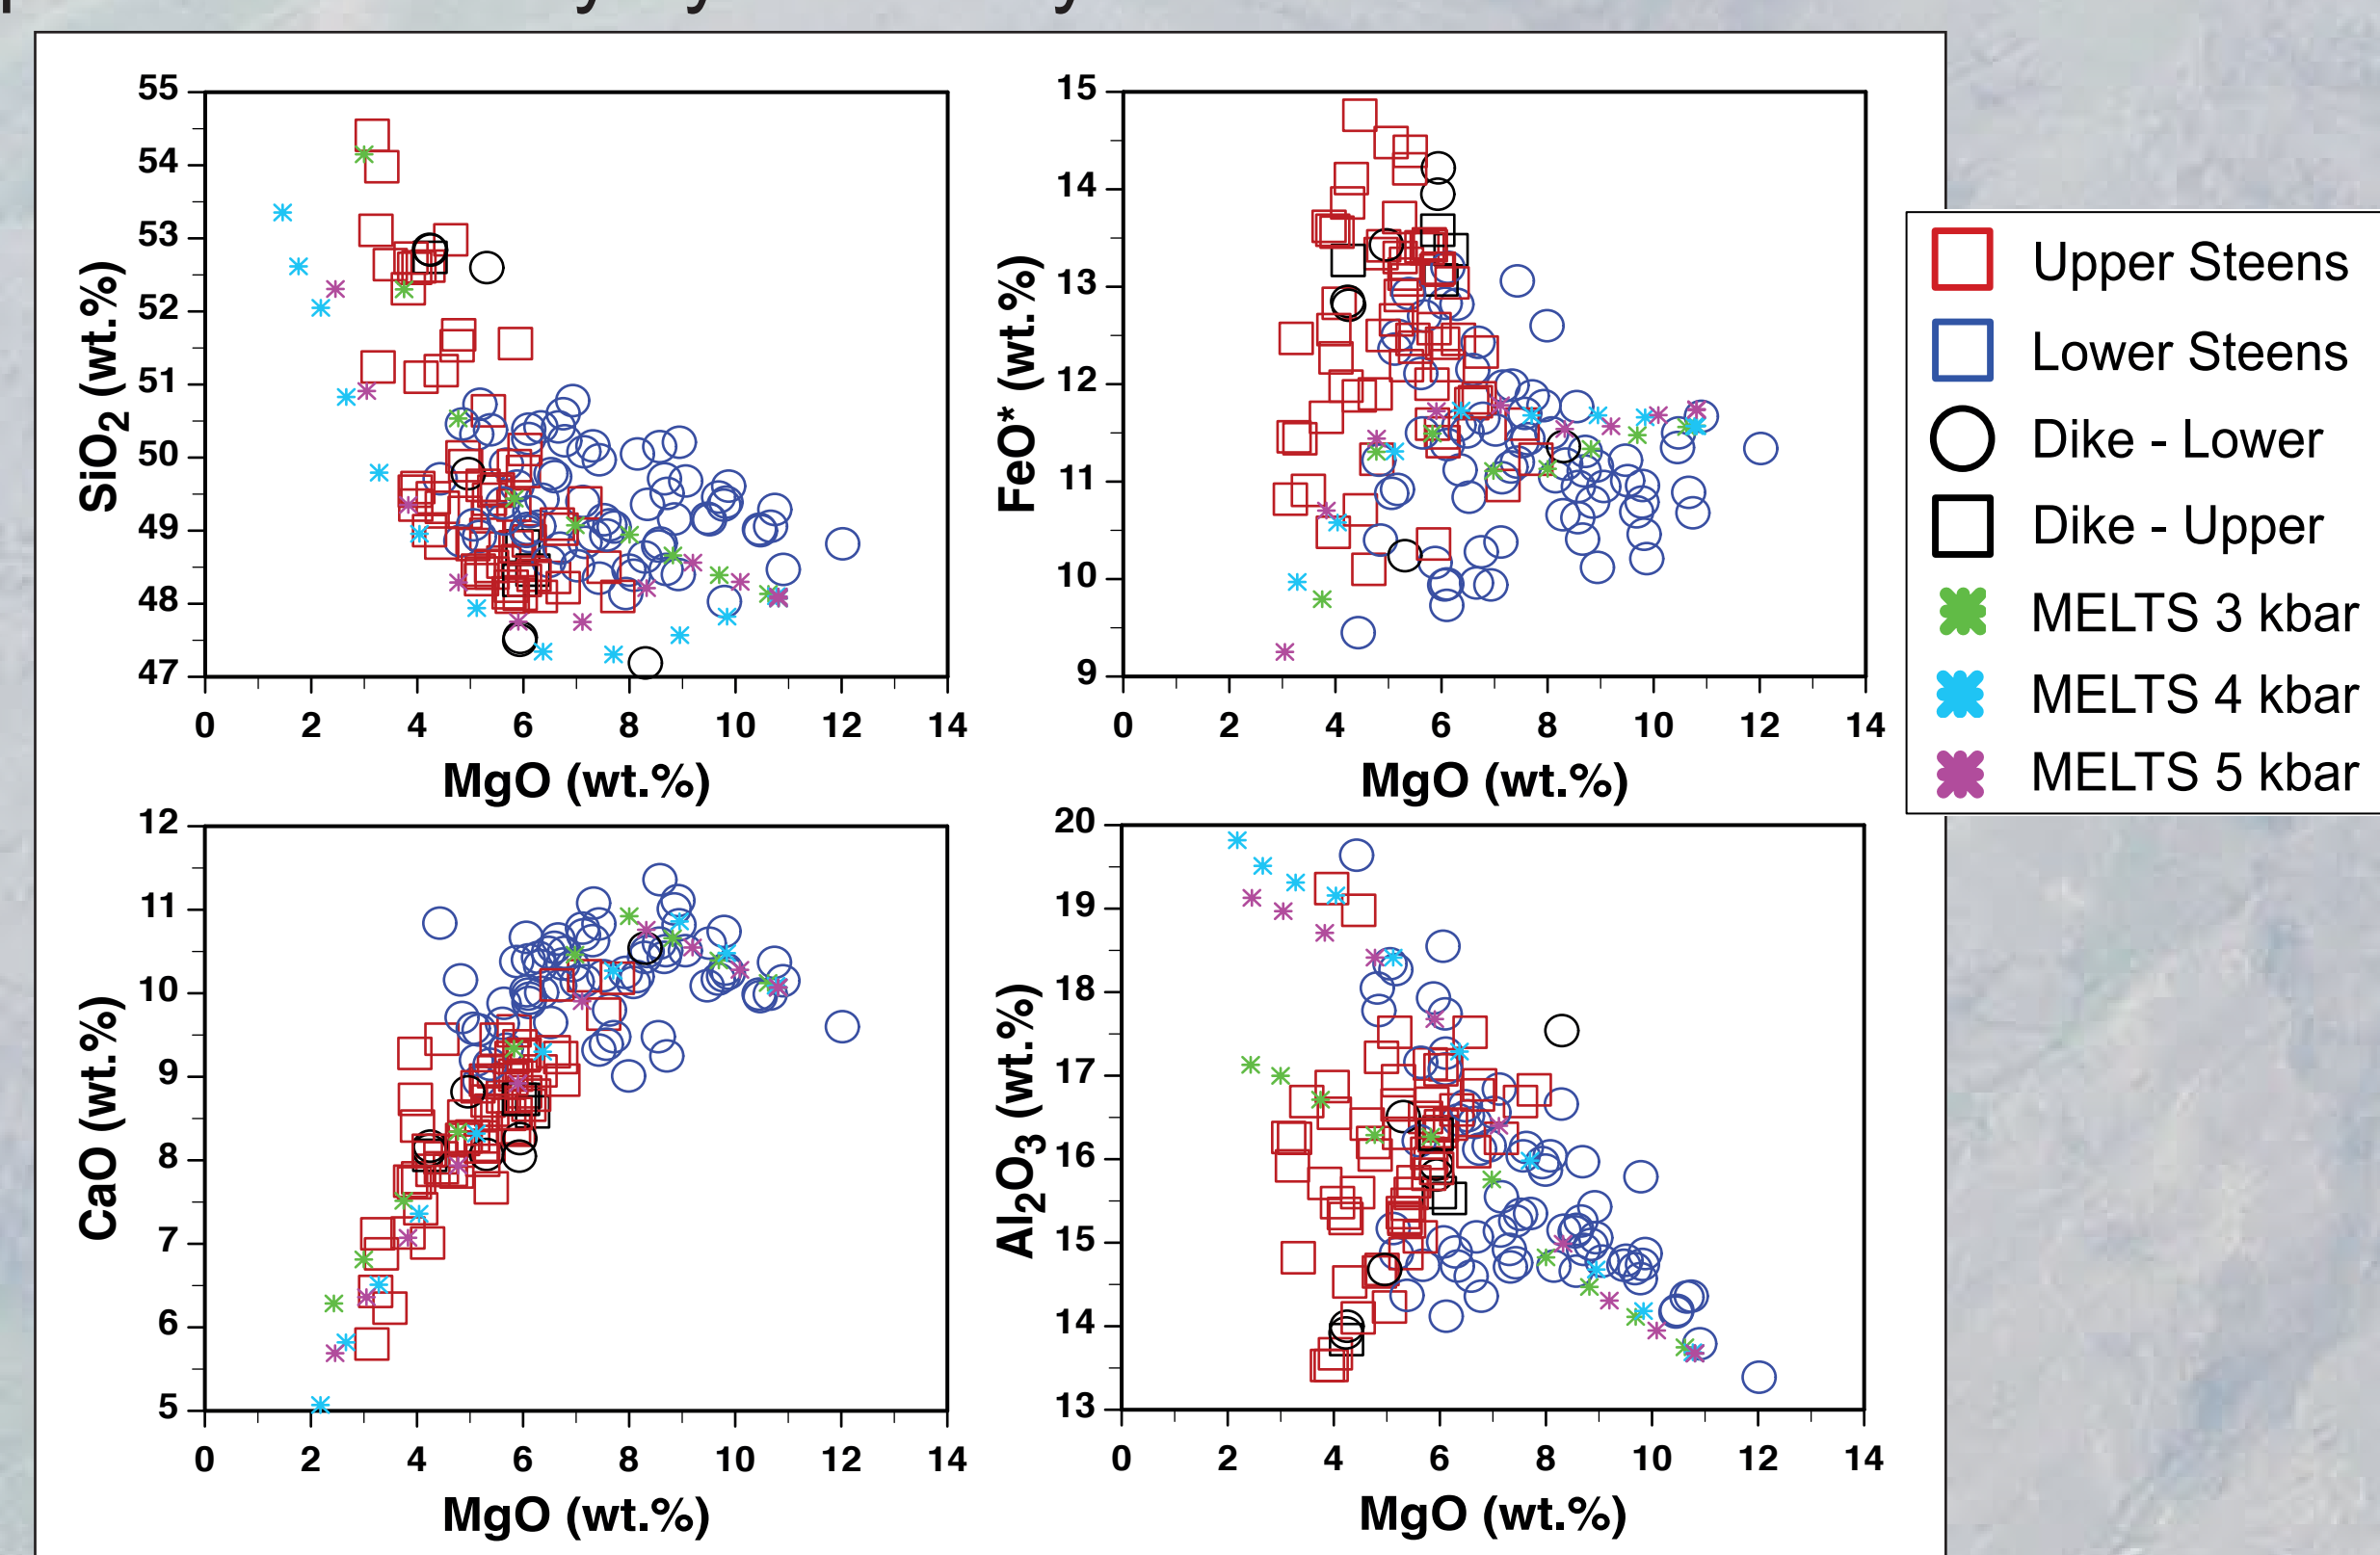 55
54
53
52
51
50
49
48
47
SiO2 (wt.%)
0 2 4 6 8 10 12 14
MgO (wt.%)
15
14
13
12
11
10
9
FeO* (wt.%)
0 2 4 6 8 10 12 14
MgO (wt.%)
Upper Steens
Lower Steens
Dike - Lower
Dike - Upper
MELTS 3 kbar
MELTS 4 kbar
MELTS 5 kbar
12
11
10
9
8
7
6
5
CaO (wt.%)
0 2 4 6 8 10 12 14
MgO (wt.%)
20
19
18
17
16
15
14
13
Al2O3 (wt.%)
0 2 4 6 8 10 12 14
MgO (wt.%)